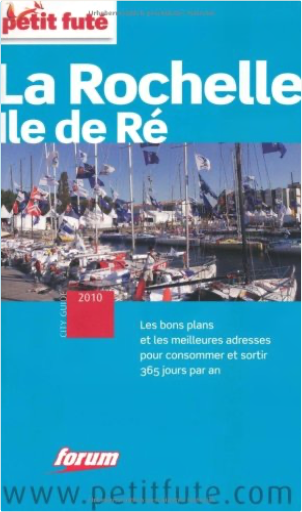 petit futé
La Rochelle
Ile de Ré
CITY GUIDE
2010
Les bons plans
et les meilleures adresses
pour consommer et sortir
365 jours par an
forum
www.petitfute.com